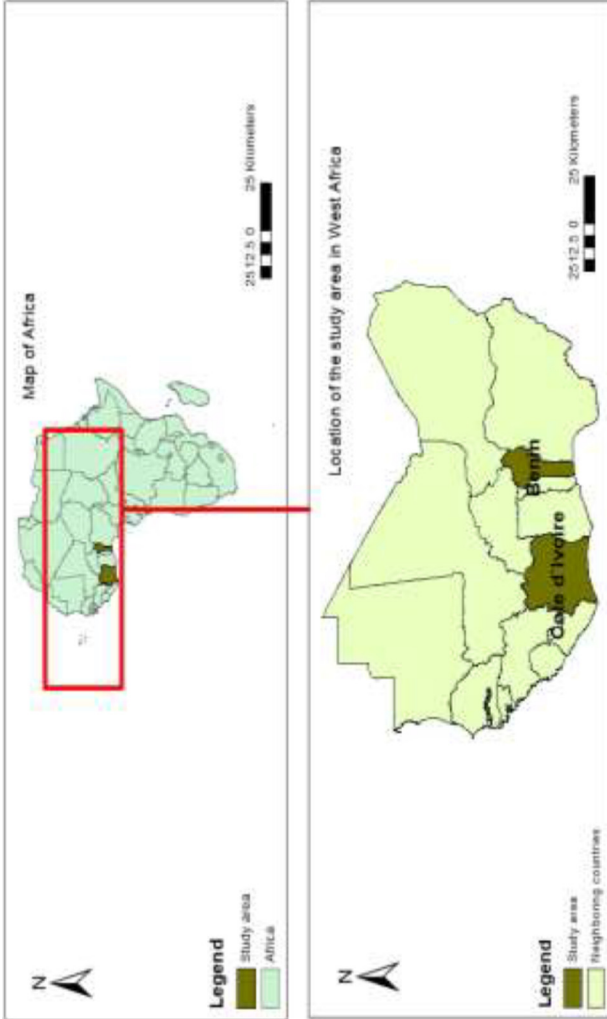 Map of Africa
N
Legend
Study area
Africa
25 12.5 0 25 Kilometers
Location of the study area in West Africa
Benin
Cote d'Ivoire
N
Legend
Study area
Neighboring countries
25 12.5 0 25 Kilometers